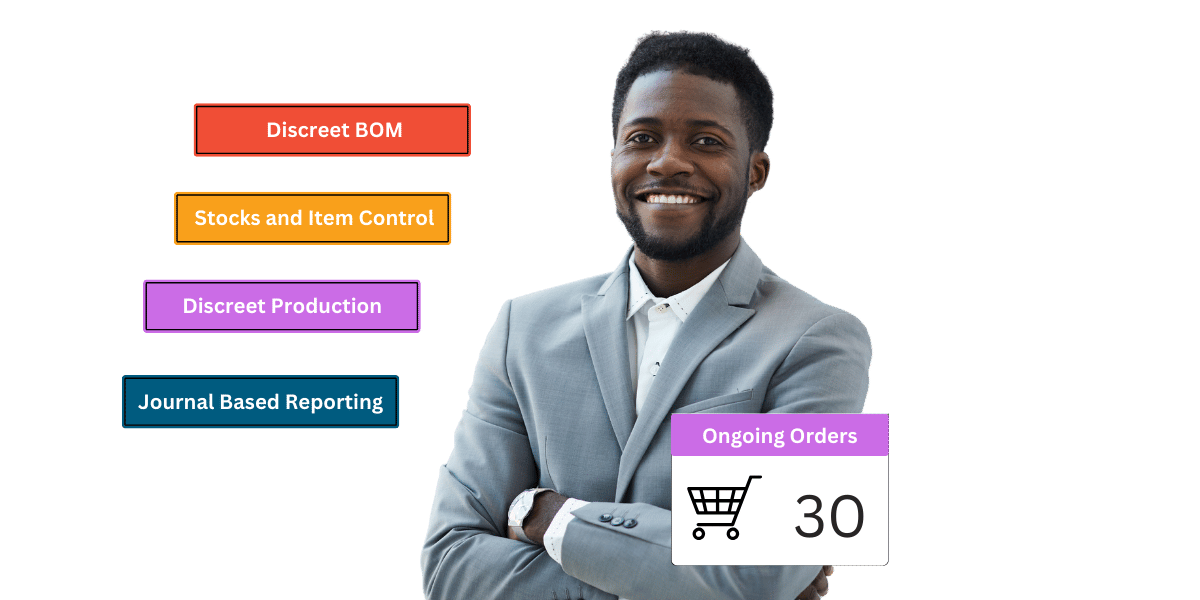 Discreet BOM
Stocks and Item Control
Discreet Production
Journal Based Reporting
Ongoing Orders
30